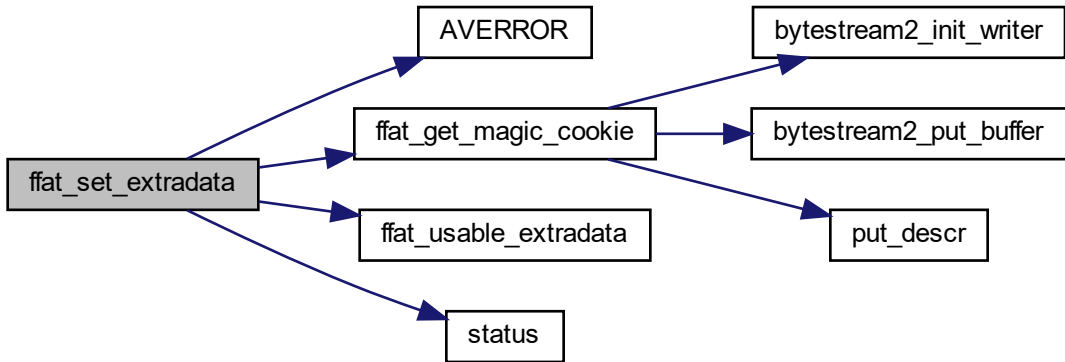 AVERROR
bytestream2_init_writer
ffat_get_magic_cookie
bytestream2_put_buffer
ffat_set_extradata
ffat_usable_extradata
put_descr
status